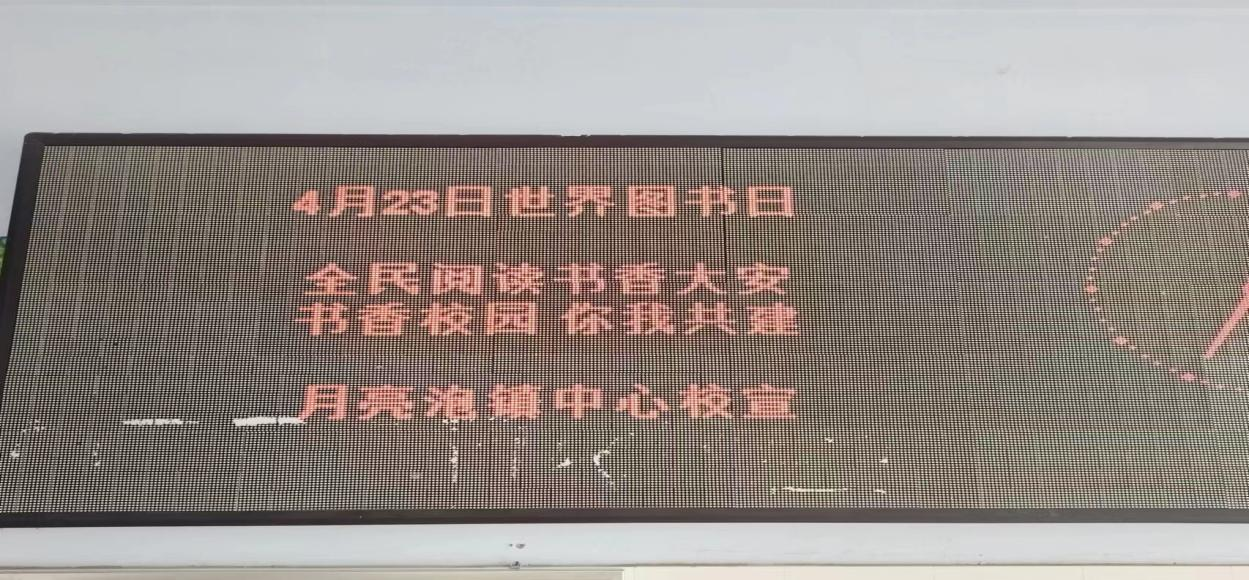 4月23日世界图书日
全民阅读书香大安
书香校园 你我共建
月亮泡镇中心校宣